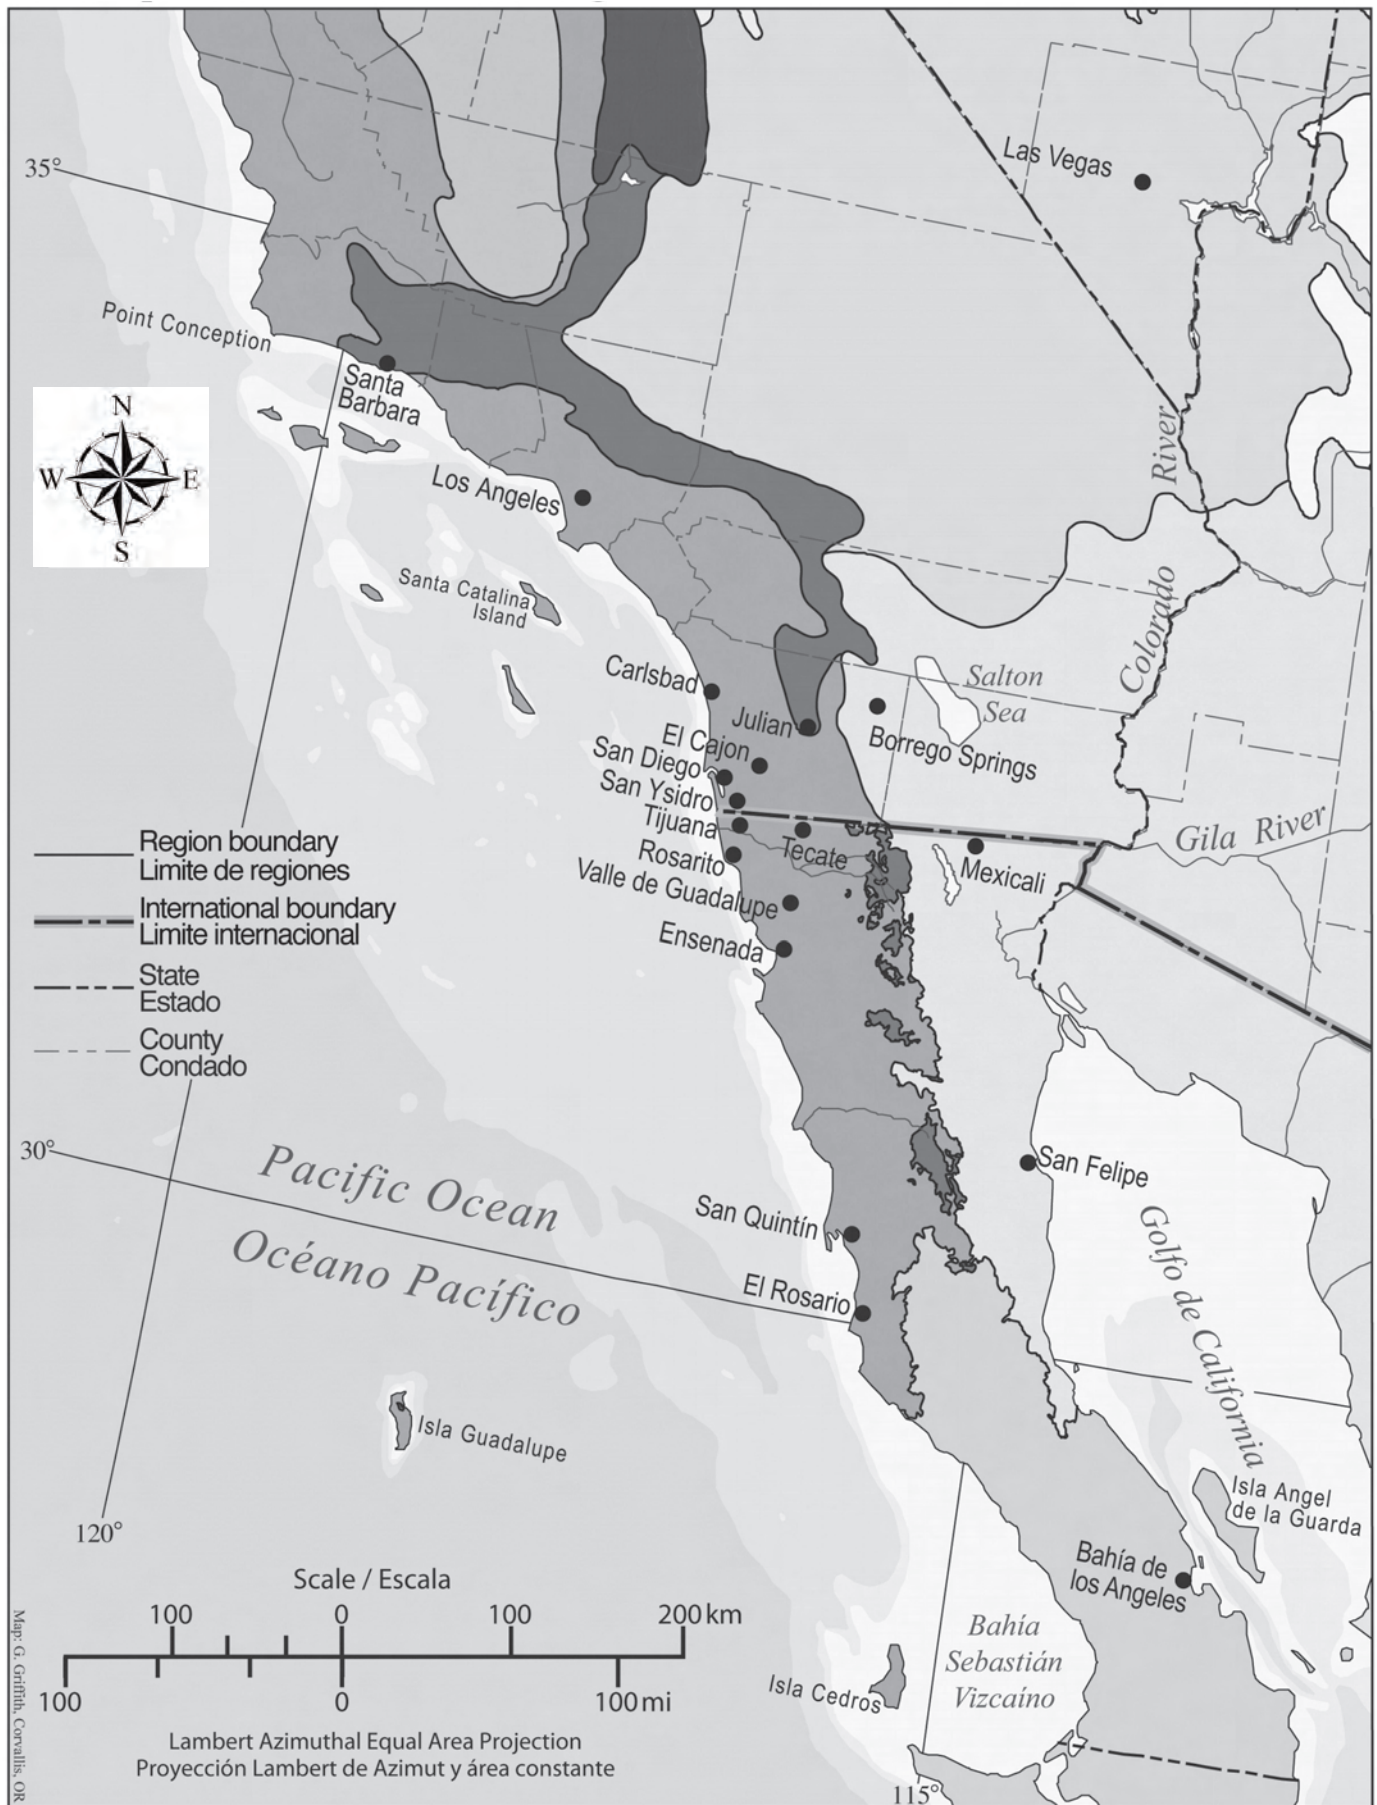 35°
Las Vegas
Point Conception
N
W
E
S
Santa
Barbara
River
Los Angeles
Santa Catalina
Island
Colorado
Carlsbad
Salton
Sea
Julian
Borrego Springs
El Cajon
San Diego
San Ysidro
Tijuana
Tecate
Gila River
Mexicali
Rosarito
Valle de Guadalupe
Ensenada
Region boundary
Limite de regiones
International boundary
Limite internacional
State
Estado
County
Condado
30°
Pacific Ocean
Océano Pacífico
San Felipe
San Quintín
El Rosario
Golfo de California
Isla Guadalupe
Isla Angel
de la Guarda
120°
Bahía de
los Angeles
Scale / Escala
100 0 100 200 km
100 0 100 mi
Bahía
Sebastián
Vizcaíno
Isla Cedros
Lambert Azimuthal Equal Area Projection
Proyección Lambert de Azimut y área constante
115°
Map: G. Griffith, Corvallis, OR